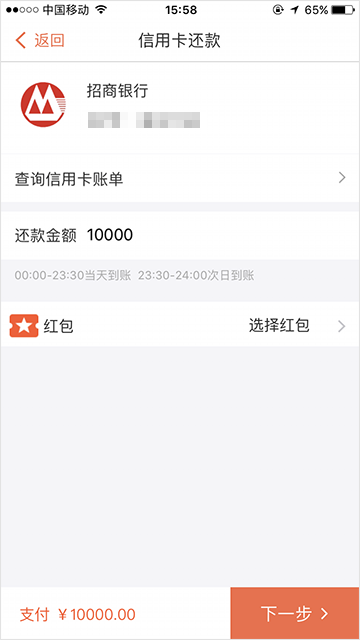 中国移动 15:58 65%
返回 信用卡还款
招商银行
查询信用卡账单
还款金额 10000
00:00-23:30当天到账 23:30-24:00次日到账
红包 选择红包
支付 ¥10000.00 下一步